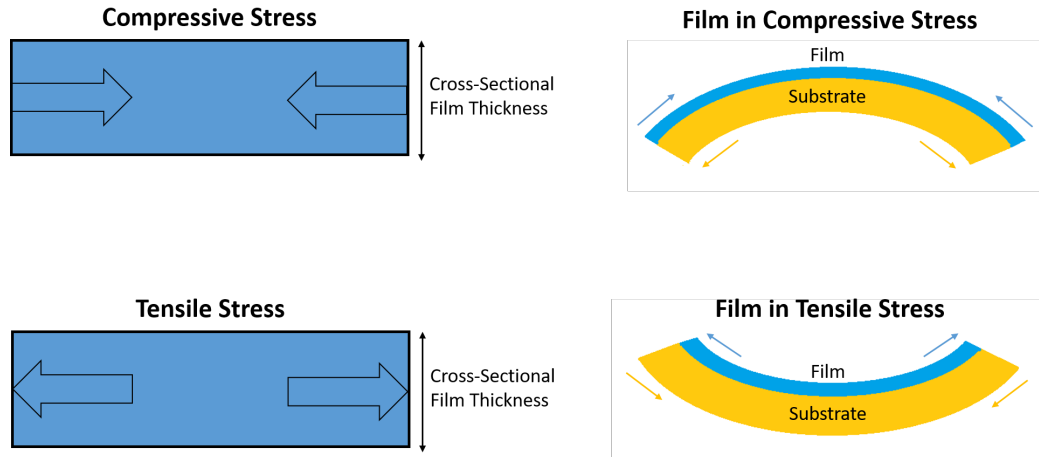 Compressive Stress
Cross-Sectional
Film Thickness
Film in Compressive Stress
Film
Substrate
Tensile Stress
Cross-Sectional
Film Thickness
Film in Tensile Stress
Film
Substrate